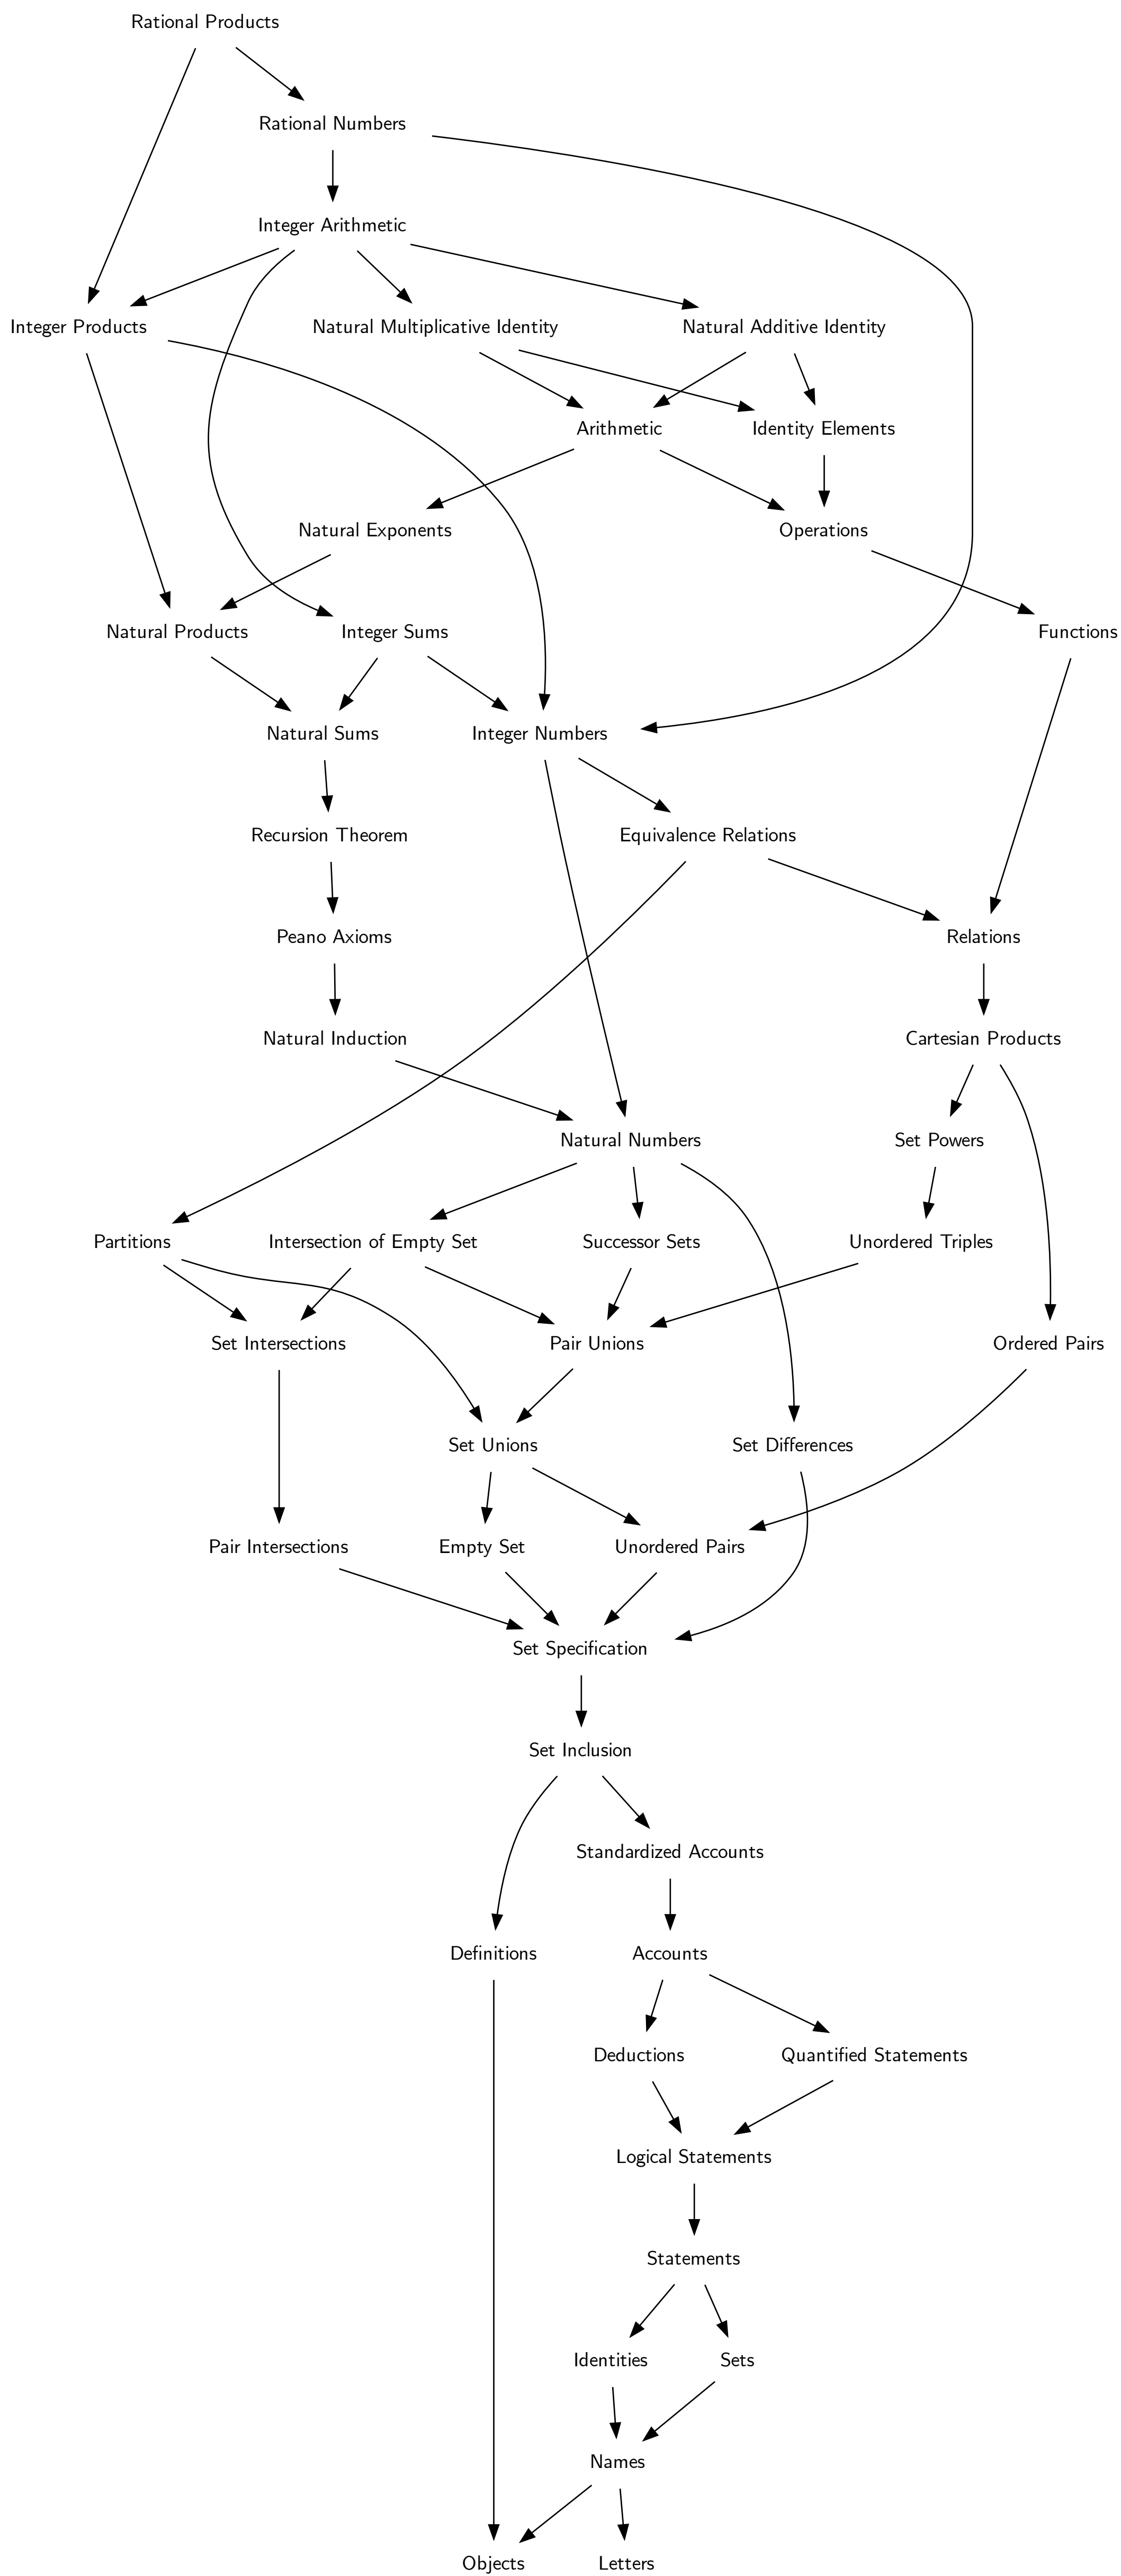 Rational Products
Rational Numbers
Integer Arithmetic
Integer Products
Natural Multiplicative Identity
Natural Additive Identity
Arithmetic
Identity Elements
Natural Exponents
Operations
Natural Products
Integer Sums
Functions
Natural Sums
Integer Numbers
Recursion Theorem
Equivalence Relations
Peano Axioms
Relations
Natural Induction
Cartesian Products
Natural Numbers
Set Powers
Partitions
Intersection of Empty Set
Successor Sets
Unordered Triples
Set Intersections
Pair Unions
Ordered Pairs
Set Unions
Set Differences
Pair Intersections
Empty Set
Unordered Pairs
Set Specification
Set Inclusion
Standardized Accounts
Definitions
Accounts
Deductions
Quantified Statements
Logical Statements
Statements
Identities
Sets
Names
Objects
Letters